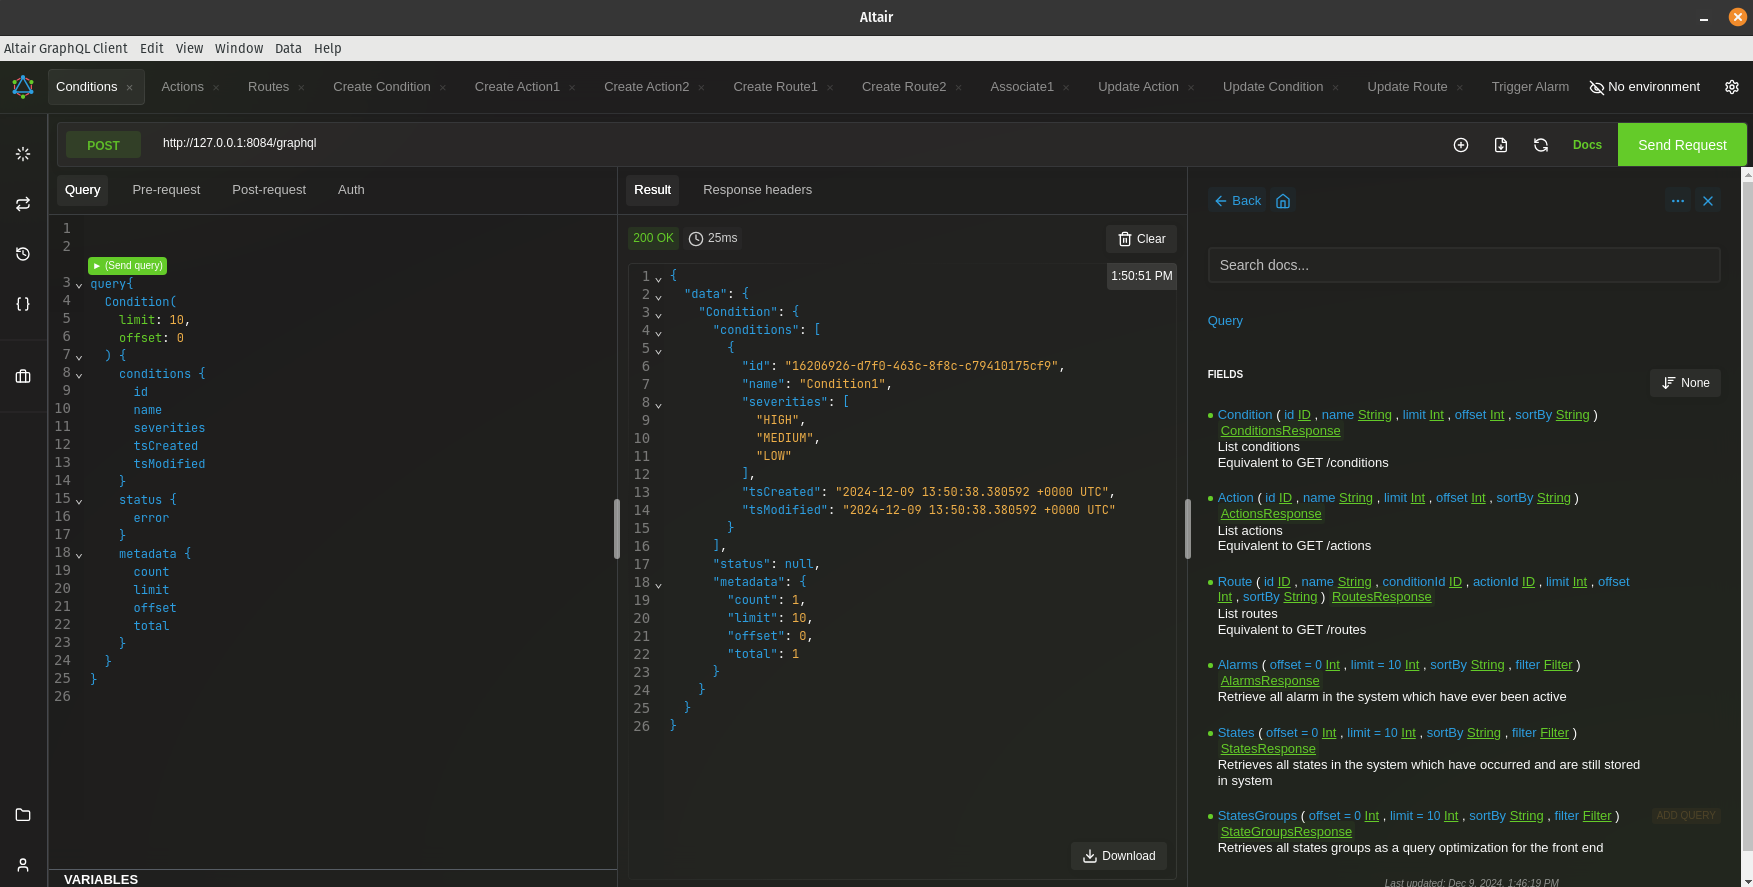 Altair
Altair GraphQL Client Edit View Window Data Help
Conditions × Actions × Routes × Create Condition × Create Action1 × Create Action2 × Create Route1 × Create Route2 × Associate1 × Update Action × Update Condition × Update Route × Trigger Alarm No environment
POST http://127.0.0.1:8084/graphql Docs Send Request
Query Pre-request Post-request Auth
1
2
▶ (Send query)
3 query{
4 Condition(
5 limit: 10,
6 offset: 0
7 ) {
8 conditions {
9 id
10 name
11 severities
12 tsCreated
13 tsModified
14 }
15 status {
16 error
17 }
18 metadata {
19 count
20 limit
21 offset
22 total
23 }
24 }
25 }
26
VARIABLES
Result Response headers
200 OK 25ms Clear
1:50:51 PM
1 {
2 "data": {
3 "Condition": {
4 "conditions": [
5 {
6 "id": "16206926-d7f0-463c-8f8c-c79410175cf9",
7 "name": "Condition1",
8 "severities": [
9 "HIGH",
10 "MEDIUM",
11 "LOW"
12 ],
13 "tsCreated": "2024-12-09 13:50:38.380592 +0000 UTC",
14 "tsModified": "2024-12-09 13:50:38.380592 +0000 UTC"
15 }
16 ],
17 "status": null,
18 "metadata": {
19 "count": 1,
20 "limit": 10,
21 "offset": 0,
22 "total": 1
23 }
24 }
25 }
26 }
Download
Back
Search docs...
Query
FIELDS
None
Condition ( id ID , name String , limit Int , offset Int , sortBy String )
ConditionsResponse
List conditions
Equivalent to GET /conditions
Action ( id ID , name String , limit Int , offset Int , sortBy String )
ActionsResponse
List actions
Equivalent to GET /actions
Route ( id ID , name String , conditionId ID , actionId ID , limit Int , offset
Int , sortBy String ) RoutesResponse
List routes
Equivalent to GET /routes
Alarms ( offset = 0 Int , limit = 10 Int , sortBy String , filter Filter )
AlarmsResponse
Retrieve all alarm in the system which have ever been active
States ( offset = 0 Int , limit = 10 Int , sortBy String , filter Filter )
StatesResponse
Retrieves all states in the system which have occurred and are still stored
in system
StatesGroups ( offset = 0 Int , limit = 10 Int , sortBy String , filter Filter ) ADD QUERY
StateGroupsResponse
Retrieves all states groups as a query optimization for the front end
Last updated: Dec 9, 2024, 1:46:19 PM